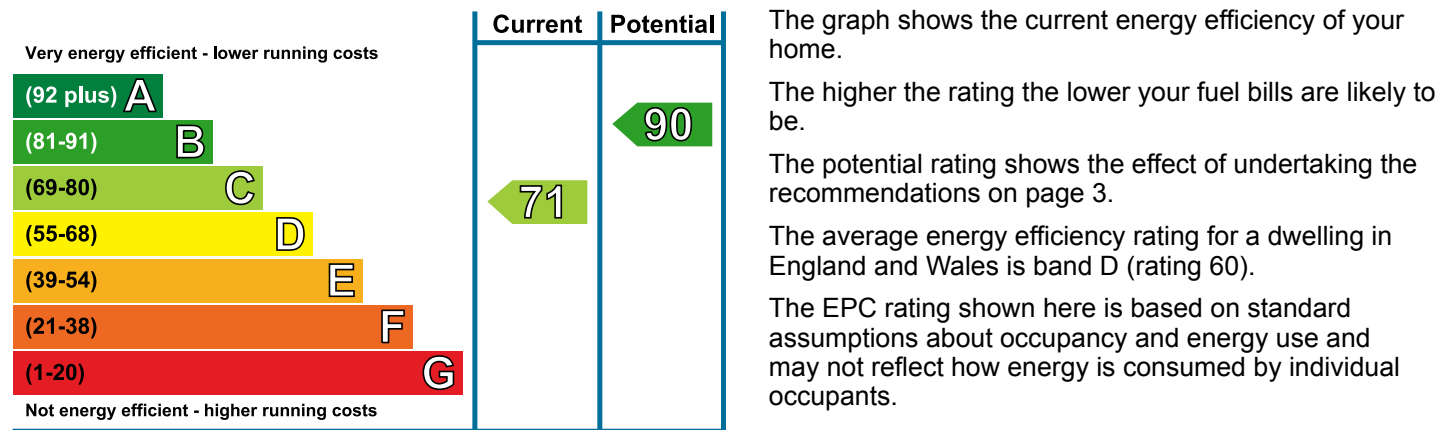 Current Potential
Very energy efficient - lower running costs
(92 plus) A
(81-91) B
(69-80) C
(55-68) D
(39-54) E
(21-38) F
(1-20) G
Not energy efficient - higher running costs
71
90
The graph shows the current energy efficiency of your
home.
The higher the rating the lower your fuel bills are likely to
be.
The potential rating shows the effect of undertaking the
recommendations on page 3.
The average energy efficiency rating for a dwelling in
England and Wales is band D (rating 60).
The EPC rating shown here is based on standard
assumptions about occupancy and energy use and
may not reflect how energy is consumed by individual
occupants.